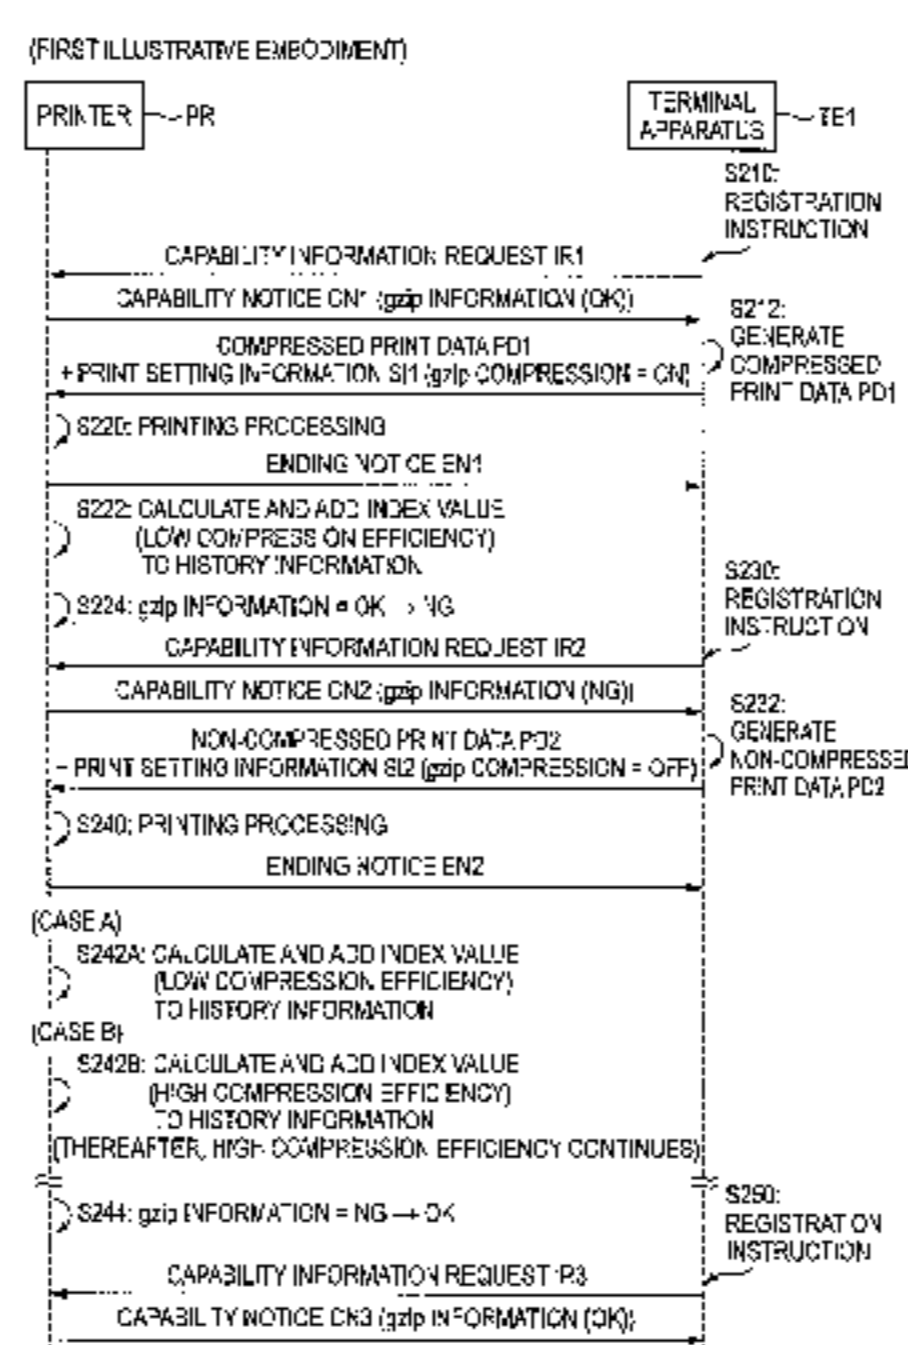 (FIRST ILLUSTRATIVE EMBODIMENT)
PRINTER
PR
TERMINAL
APPARATUS
TE1
S210:
REGISTRATION
INSTRUCTION
CAPABILITY INFORMATION REQUEST IR1
CAPABILITY NOTICE CN1 (gzip INFORMATION (OK))
S212:
GENERATE
COMPRESSED
PRINT DATA PD1
COMPRESSED PRINT DATA PD1
+ PRINT SETTING INFORMATION SI1 (gzip COMPRESSION = ON)
S220: PRINTING PROCESSING
ENDING NOTICE EN1
S222: CALCULATE AND ADD INDEX VALUE
(LOW COMPRESSION EFFICIENCY)
TO HISTORY INFORMATION
S224: gzip INFORMATION = OK → NG
S230:
REGISTRATION
INSTRUCTION
CAPABILITY INFORMATION REQUEST IR2
CAPABILITY NOTICE CN2 (gzip INFORMATION (NG))
S232:
GENERATE
NON-COMPRESSED
PRINT DATA PD2
NON-COMPRESSED PRINT DATA PD2
+ PRINT SETTING INFORMATION SI2 (gzip COMPRESSION = OFF)
S240: PRINTING PROCESSING
ENDING NOTICE EN2
(CASE A)
S242A: CALCULATE AND ADD INDEX VALUE
(LOW COMPRESSION EFFICIENCY)
TO HISTORY INFORMATION
(CASE B)
S242B: CALCULATE AND ADD INDEX VALUE
(HIGH COMPRESSION EFFICIENCY)
TO HISTORY INFORMATION
(THEREAFTER, HIGH COMPRESSION EFFICIENCY CONTINUES)
S244: gzip INFORMATION = NG → OK
S250:
REGISTRATION
INSTRUCTION
CAPABILITY INFORMATION REQUEST IR3
CAPABILITY NOTICE CN3 (gzip INFORMATION (OK))